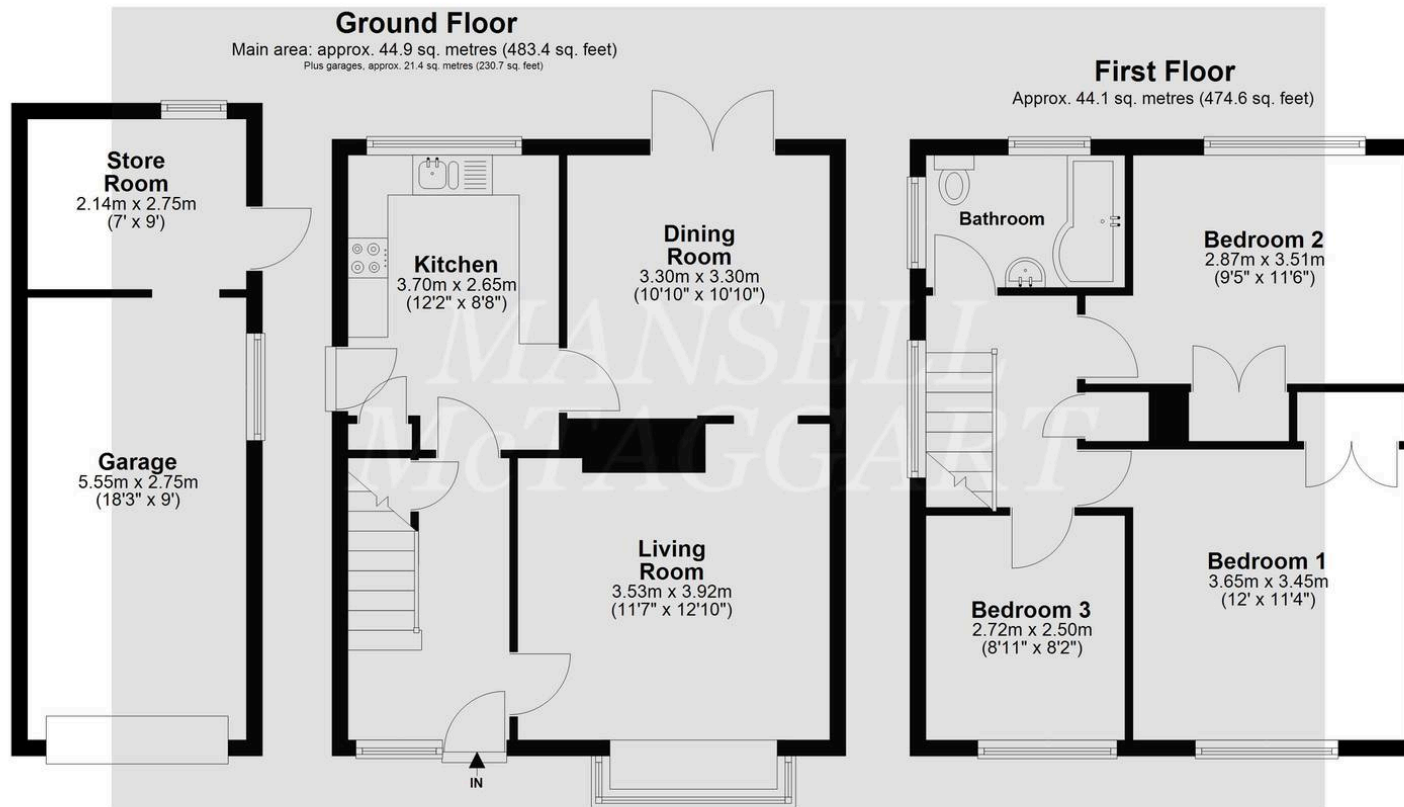 Ground Floor
Main area: approx. 44.9 sq. metres (483.4 sq. feet)
Plus garages, approx. 21.4 sq. metres (230.7 sq. feet)
First Floor
Approx. 44.1 sq. metres (474.6 sq. feet)
Store
Room
2.14m x 2.75m
(7' x 9')
Kitchen
3.70m x 2.65m
(12'2" x 8'8")
Dining
Room
3.30m x 3.30m
(10'10" x 10'10")
Bathroom
Bedroom 2
2.87m x 3.51m
(9'5" x 11'6")
MANSELL
McTAGGART
Garage
5.55m x 2.75m
(18'3" x 9')
Living
Room
3.53m x 3.92m
(11'7" x 12'10")
Bedroom 1
3.65m x 3.45m
(12' x 11'4")
Bedroom 3
2.72m x 2.50m
(8'11" x 8'2")
IN